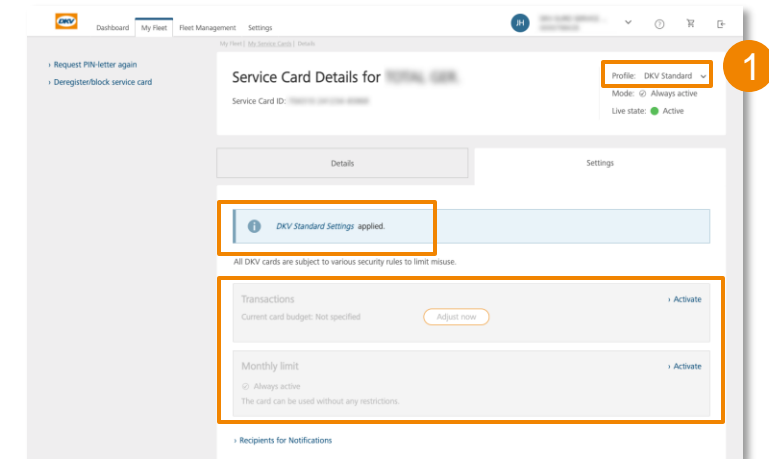 DKV
Dashboard My Fleet Fleet Management Settings JH
My Fleet | My Service Cards | Details
› Request PIN-letter again
› Deregister/block service card
Service Card Details for
Service Card ID:
Profile: DKV Standard
Mode: Always active
Live state: Active
1
Details Settings
DKV Standard Settings applied.
All DKV cards are subject to various security rules to limit misuse.
Transactions › Activate
Current card budget: Not specified Adjust now
Monthly limit › Activate
Always active
The card can be used without any restrictions.
› Recipients for Notifications